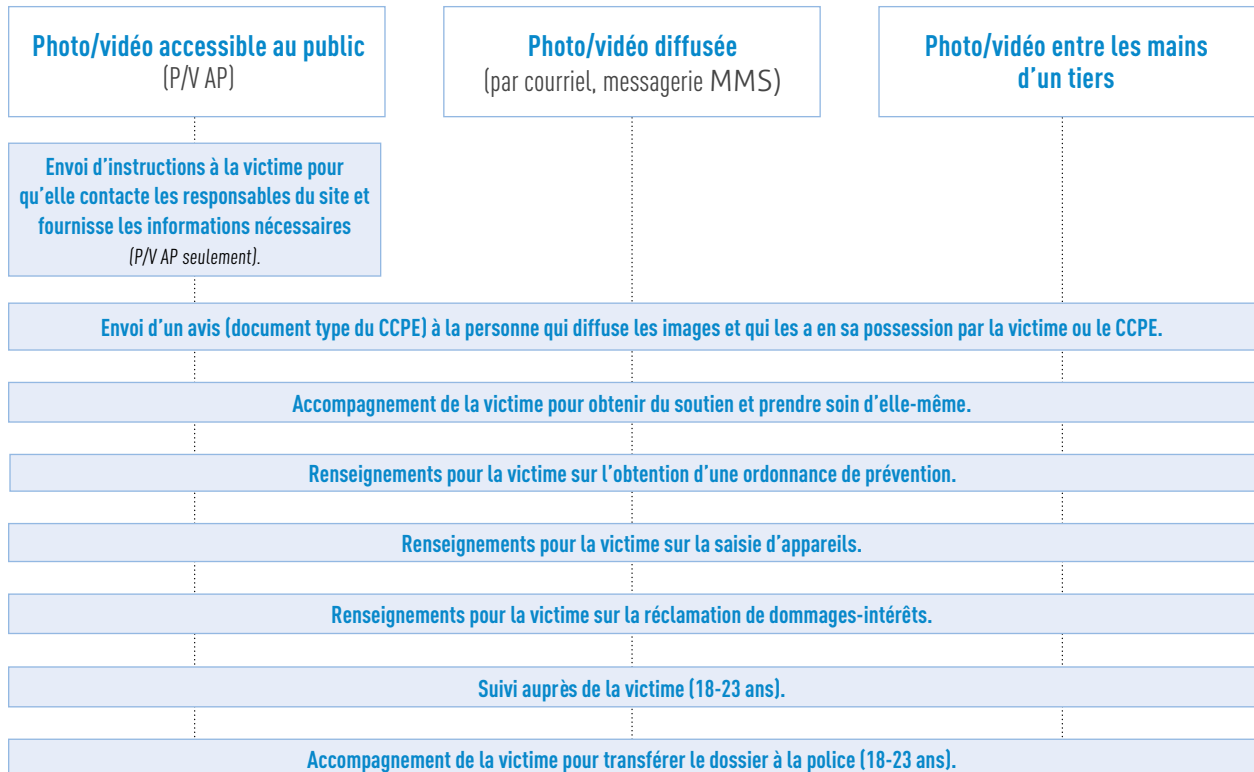 Photo/vidéo accessible au public
(P/V AP)
Photo/vidéo diffusée
(par courriel, messagerie MMS)
Photo/vidéo entre les mains
d’un tiers
Envoi d’instructions à la victime pour
qu’elle contacte les responsables du site et
fournisse les informations nécessaires
(P/V AP seulement).
Envoi d’un avis (document type du CCPE) à la personne qui diffuse les images et qui les a en sa possession par la victime ou le CCPE.
Accompagnement de la victime pour obtenir du soutien et prendre soin d’elle-même.
Renseignements pour la victime sur l’obtention d’une ordonnance de prévention.
Renseignements pour la victime sur la saisie d’appareils.
Renseignements pour la victime sur la réclamation de dommages-intérêts.
Suivi auprès de la victime (18-23 ans).
Accompagnement de la victime pour transférer le dossier à la police (18-23 ans).